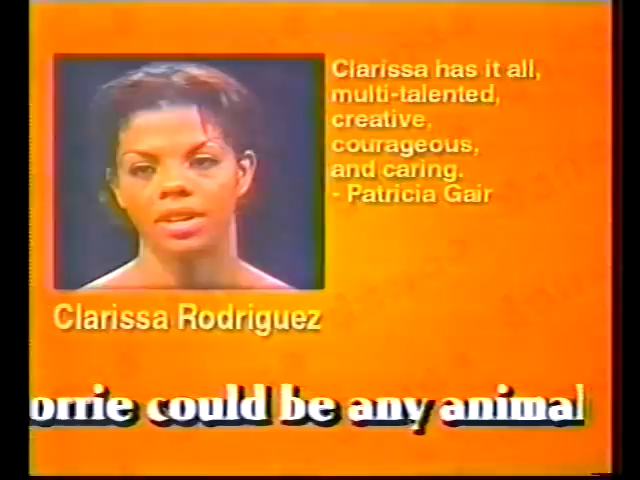 Clarissa has it all,
multi-talented,
creative,
courageous,
and caring.
- Patricia Gair
Clarissa Rodriguez
orrie could be any animal